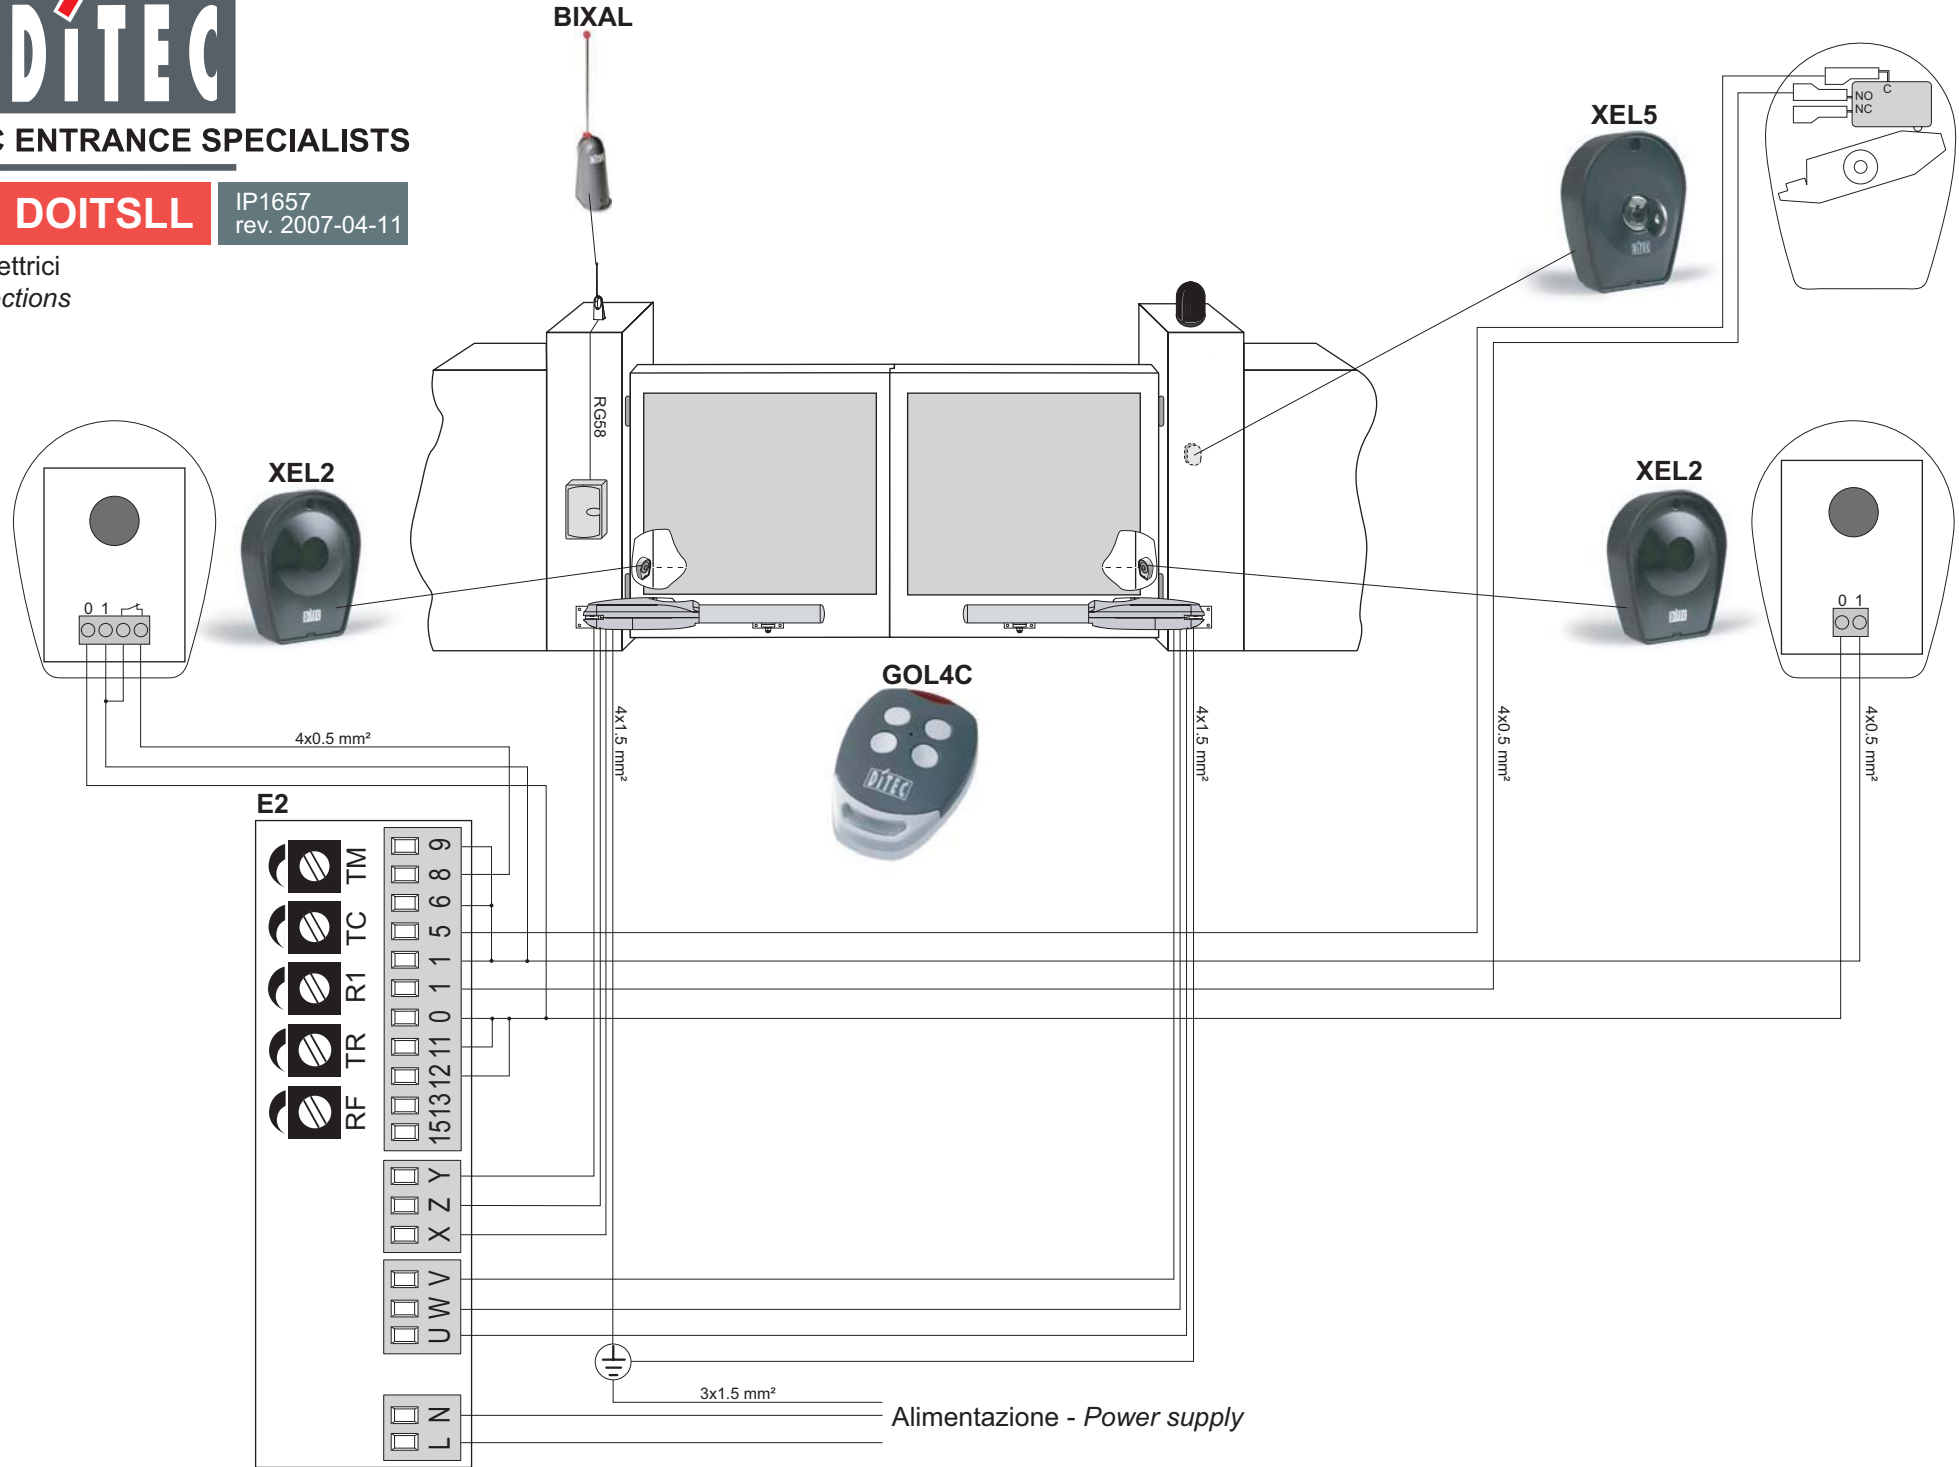 DITEC
C ENTRANCE SPECIALISTS
DOITSLL
IP1657
rev. 2007-04-11
ettrici
ctions
BIXAL
XEL5
C
NO
NC
RG58
XEL2
0 1
XEL2
0 1
GOL4C
DITEC
4x0.5 mm²
4x1.5 mm²
4x1.5 mm²
4x0.5 mm²
4x0.5 mm²
E2
TM
TC
R1
TR
RF
9
8
6
5
1
1
0
11
12
13
15
Y
Z
X
V
W
U
N
L
3x1.5 mm²
Alimentazione - Power supply